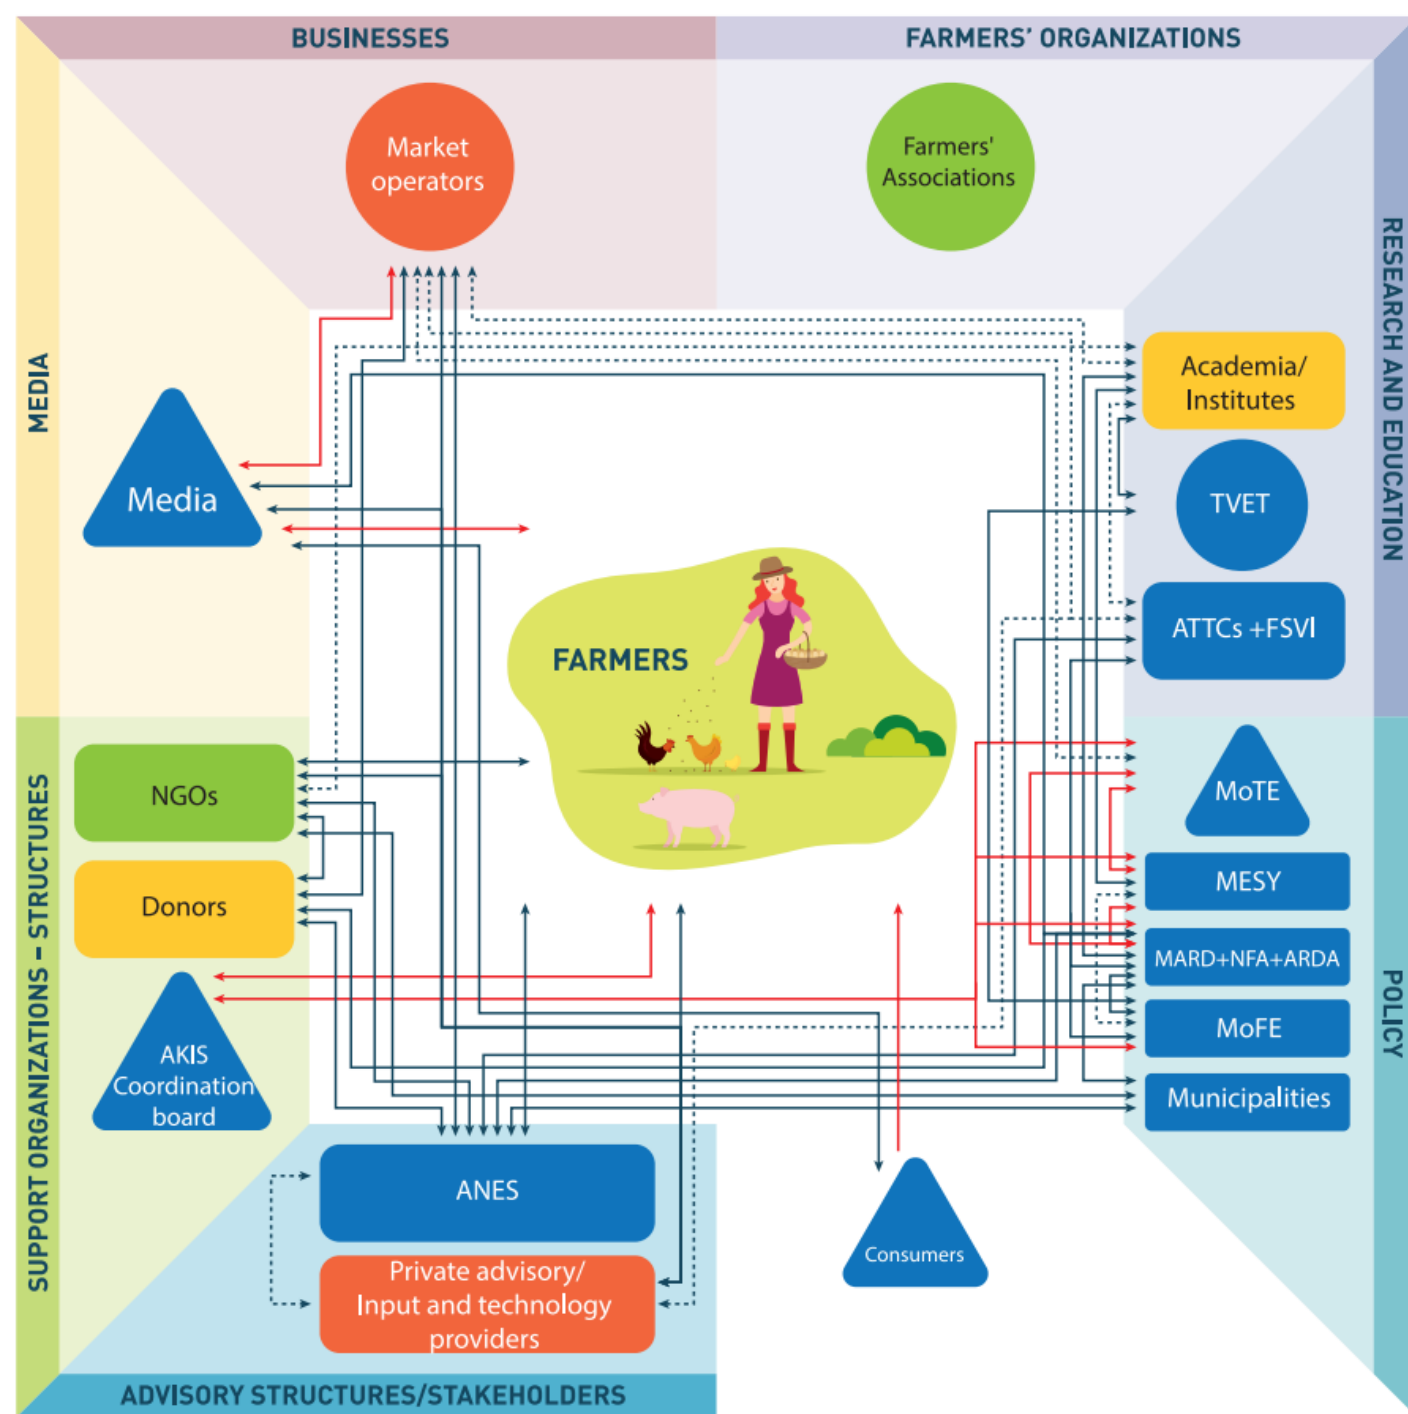 BUSINESSES
FARMERS' ORGANIZATIONS
Market
operators
Farmers'
Associations
MEDIA
Media
RESEARCH AND EDUCATION
Academia/
Institutes
TVET
ATTCs +FSVI
FARMERS
SUPPORT ORGANIZATIONS – STRUCTURES
NGOs
Donors
AKIS
Coordination
board
POLICY
MoTE
MESY
MARD+NFA+ARDA
MoFE
Municipalities
ANES
Private advisory/
Input and technology
providers
Consumers
ADVISORY STRUCTURES/STAKEHOLDERS